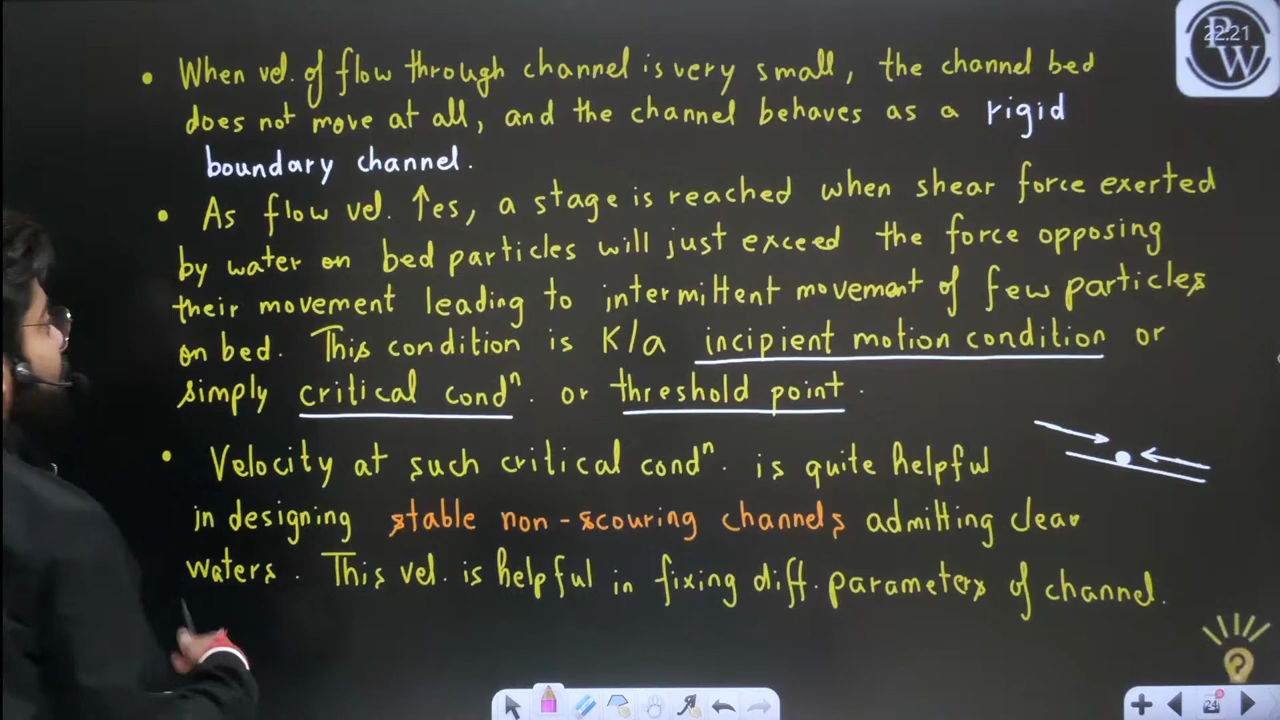 22:21
PW
• When vel. of flow through channel is very small, the channel bed
does not move at all, and the channel behaves as a rigid
boundary channel.
• As flow vel. ↑es, a stage is reached when shear force exerted
by water on bed particles will just exceed the force opposing
their movement leading to intermittent movement of few particles
on bed. This condition is K/a incipient motion condition or
simply critical condⁿ. or threshold point.
• Velocity at such critical condⁿ. is quite helpful
in designing stable non-scouring channels admitting clear
waters. This vel. is helpful in fixing diff. parameters of channel.
24